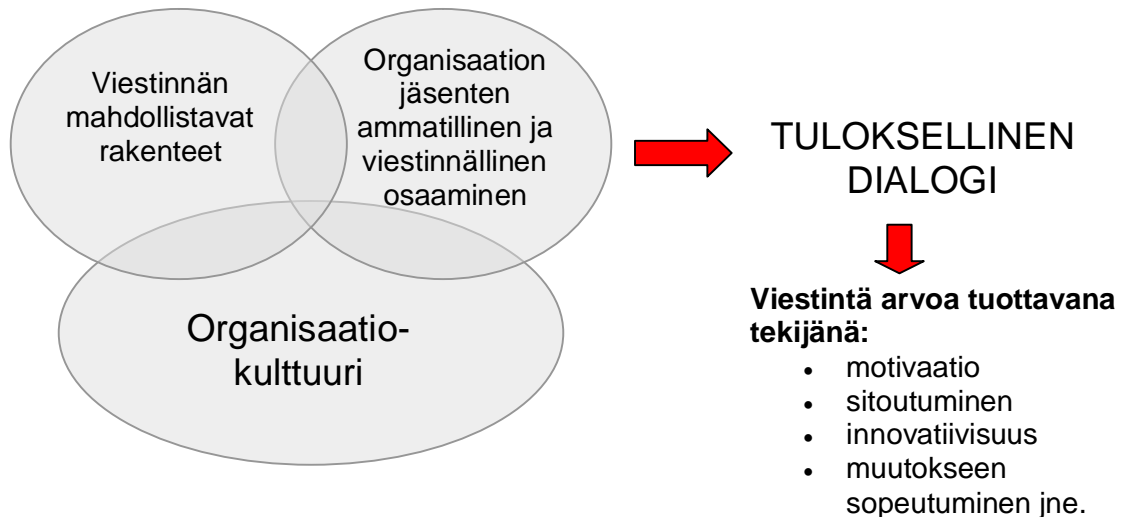 Viestinnän
mahdollistavat
rakenteet
Organisaation
jäsenten
ammatillinen ja
viestinnällinen
osaaminen
Organisaatio-
kulttuuri
TULOKSELLINEN
DIALOGI
Viestintä arvoa tuottavana
tekijänä:
• motivaatio
• sitoutuminen
• innovatiivisuus
• muutokseen
sopeutuminen jne.